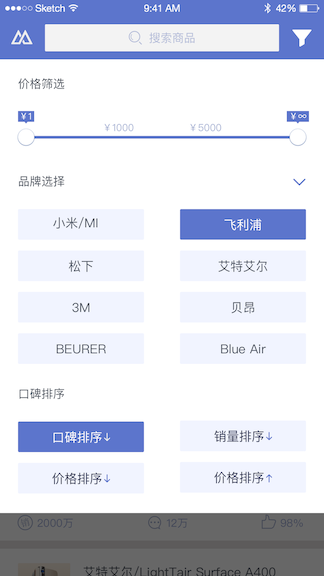 Sketch 9:41 AM 42%
搜索商品
价格筛选
¥1 ¥1000 ¥5000 ¥∞
品牌选择
小米/MI 飞利浦
松下 艾特艾尔
3M 贝昂
BEURER Blue Air
口碑排序
口碑排序↓ 销量排序↓
价格排序↓ 价格排序↑
2000万 12万 98%
艾特艾尔/LightTair Surface A400